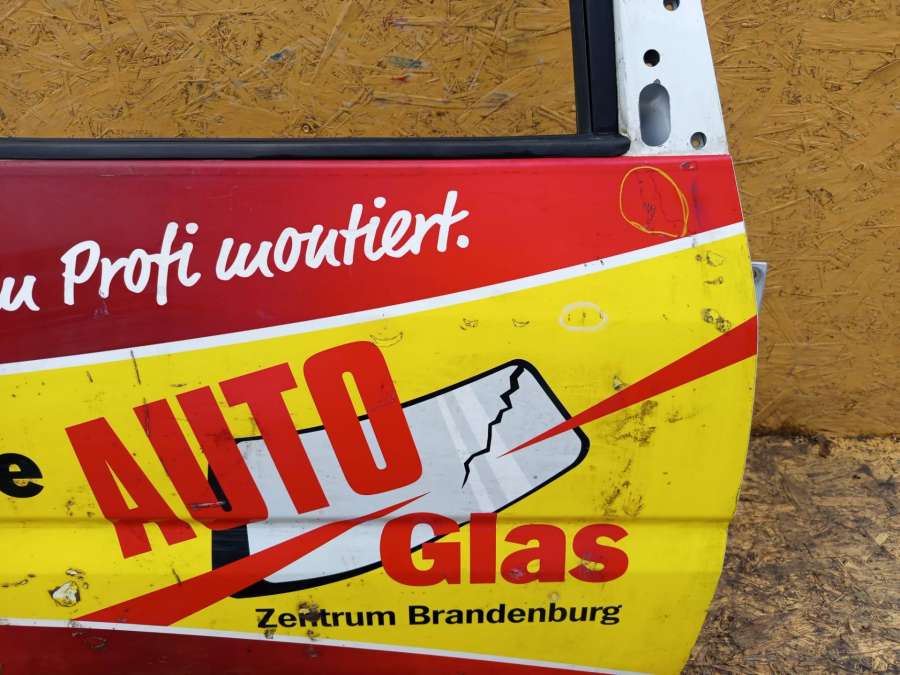 Profi montiert.
e
AUTO
Glas
Zentrum Brandenburg